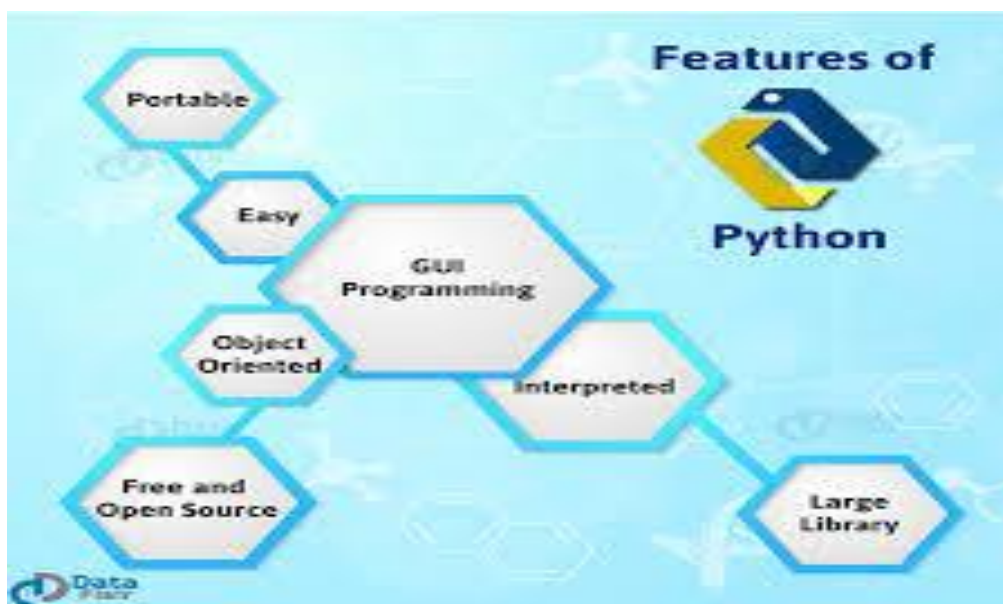 Features of
Python
Portable
Easy
GUI
Programming
Object
Oriented
Interpreted
Free and
Open Source
Large
Library
Data
Flair